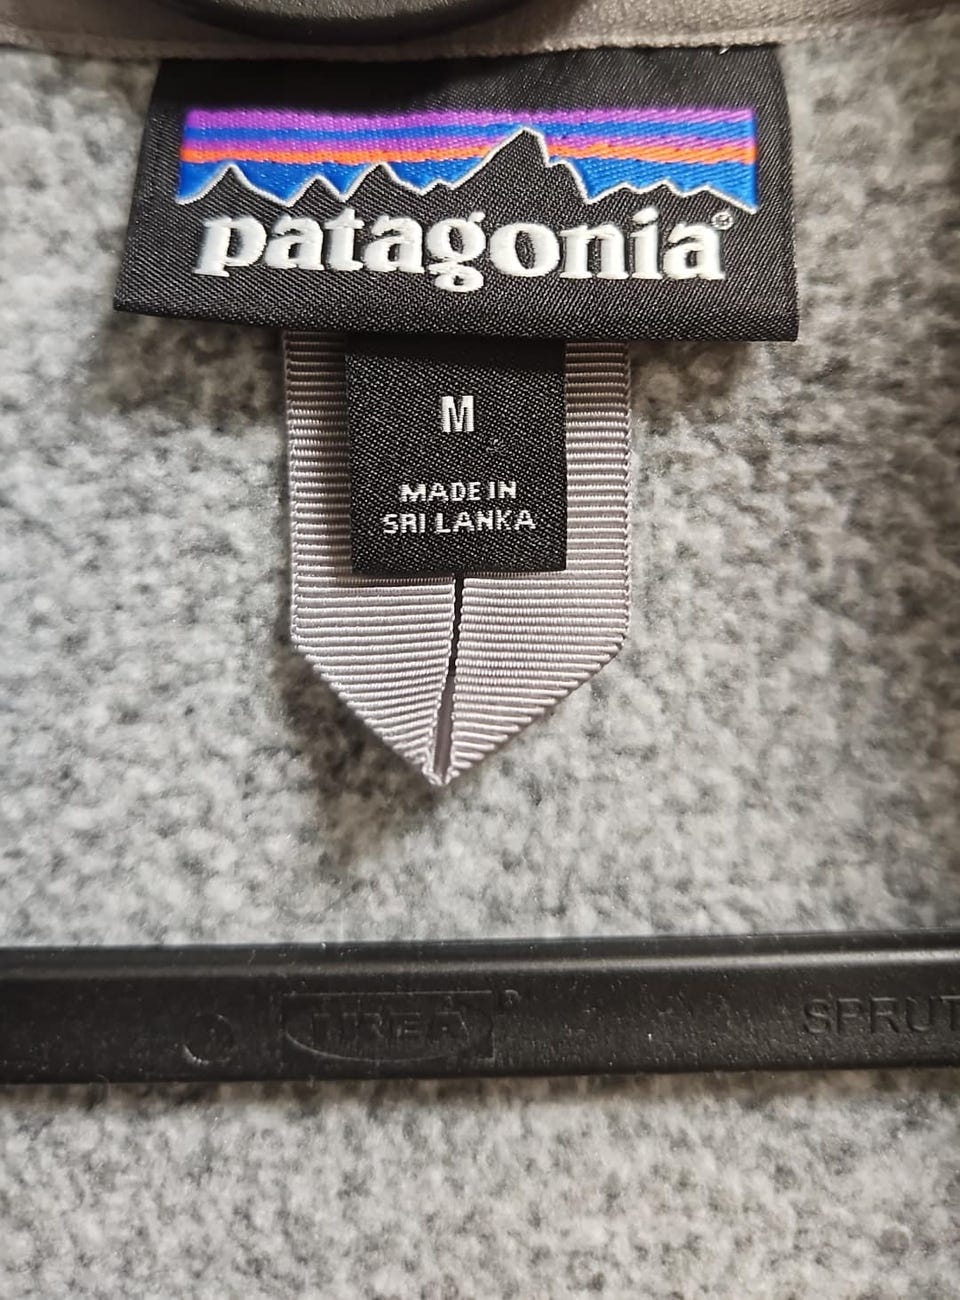 patagonia®
M
MADE IN
SRI LANKA
IKEA®
SPRUT